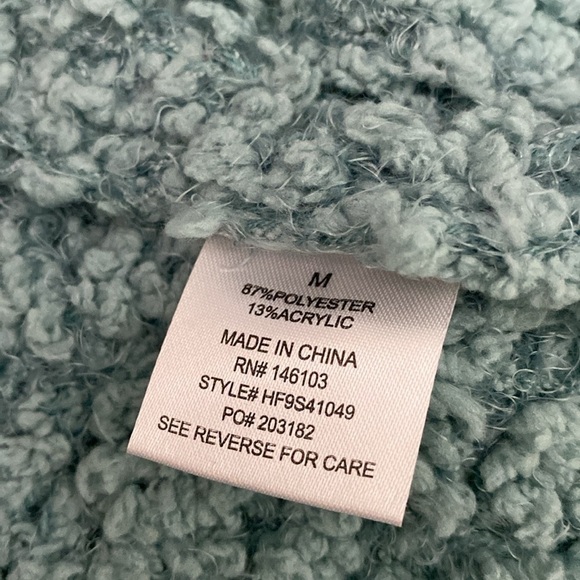 M
87%POLYESTER
13%ACRYLIC
MADE IN CHINA
RN# 146103
STYLE# HF9S41049
PO# 203182
SEE REVERSE FOR CARE